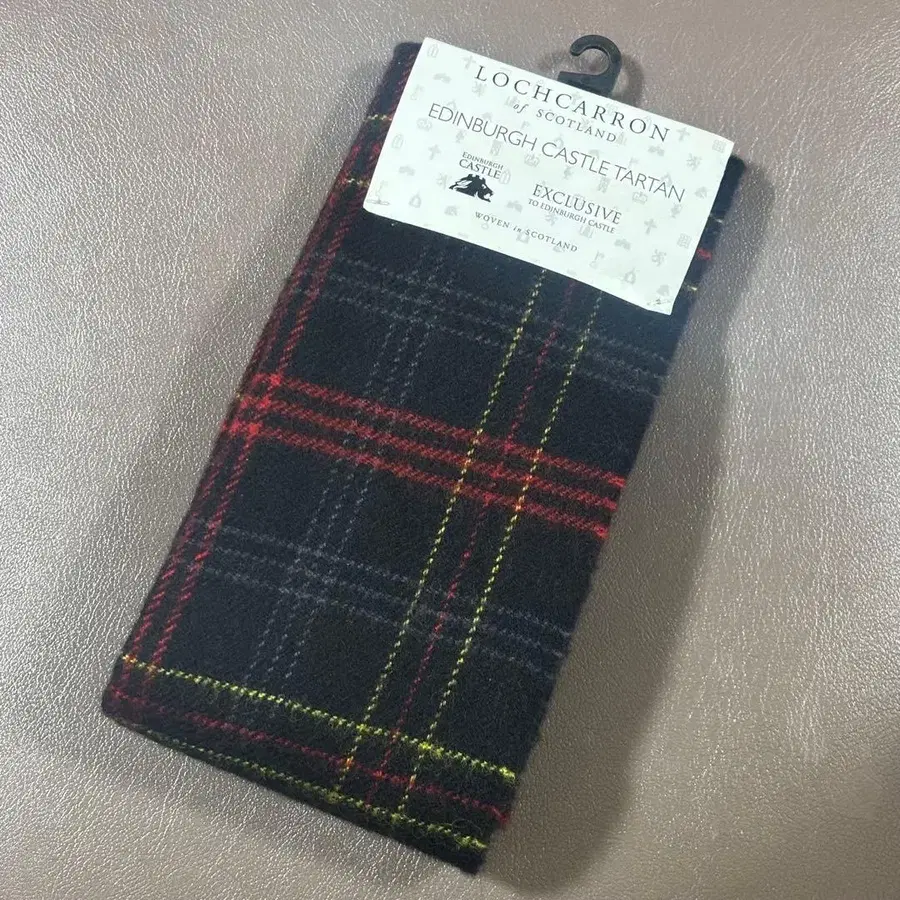 LOCHCARRON
of SCOTLAND
EDINBURGH CASTLE TARTAN
EDINBURGH
CASTLE
EXCLUSIVE
TO EDINBURGH CASTLE
WOVEN in SCOTLAND